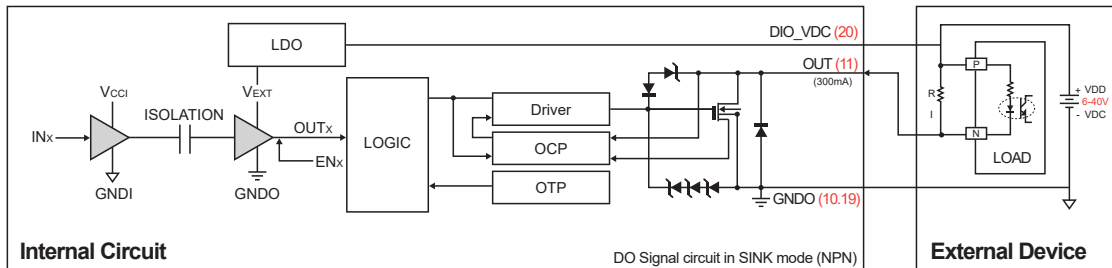 DIO_VDC (20)
LDO
OUT (11)
(300mA)
VCCI
ISOLATION
VEXT
INx
OUTx
ENx
GNDI
GNDO
LOGIC
Driver
OCP
OTP
GNDO (10.19)
P
R
I
N
LOAD
+ VDD
6-40V
- VDC
Internal Circuit
DO Signal circuit in SINK mode (NPN)
External Device